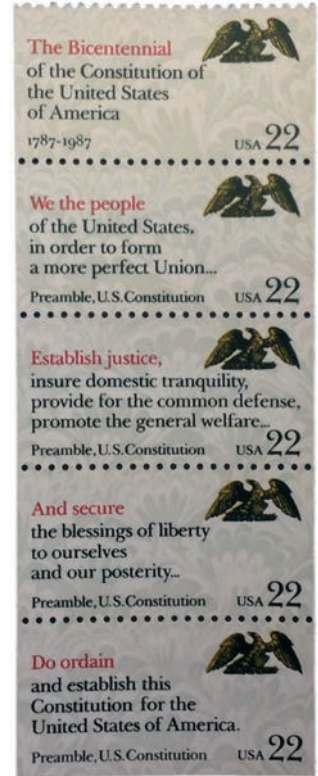 The Bicentennial
of the Constitution of
the United States
of America
1787-1987 USA 22
We the people
of the United States,
in order to form
a more perfect Union...
Preamble, U.S. Constitution USA 22
Establish justice,
insure domestic tranquility,
provide for the common defense,
promote the general welfare...
Preamble, U.S. Constitution USA 22
And secure
the blessings of liberty
to ourselves
and our posterity...
Preamble, U.S. Constitution USA 22
Do ordain
and establish this
Constitution for the
United States of America.
Preamble, U.S. Constitution USA 22